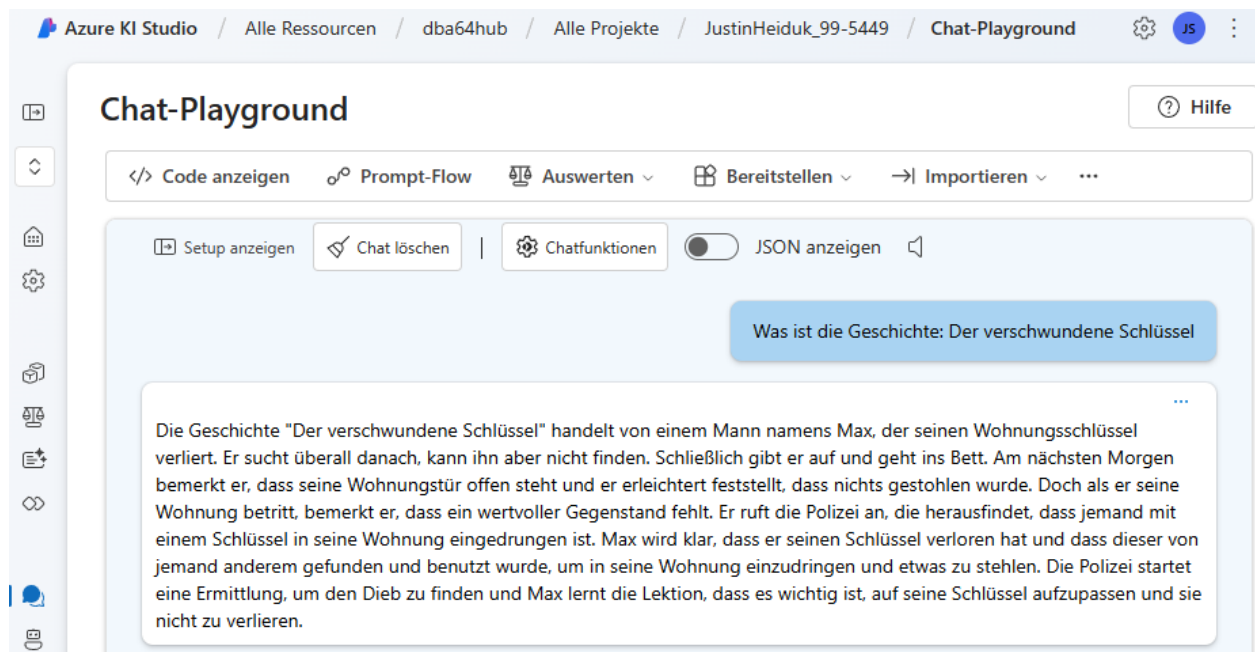 Azure KI Studio / Alle Ressourcen / dba64hub / Alle Projekte / JustinHeiduk_99-5449 / Chat-Playground JS
Chat-Playground
Hilfe
Code anzeigen Prompt-Flow Auswerten Bereitstellen Importieren ...
Setup anzeigen Chat löschen | Chatfunktionen JSON anzeigen
Was ist die Geschichte: Der verschwundene Schlüssel
...
Die Geschichte "Der verschwundene Schlüssel" handelt von einem Mann namens Max, der seinen Wohnungsschlüssel
verliert. Er sucht überall danach, kann ihn aber nicht finden. Schließlich gibt er auf und geht ins Bett. Am nächsten Morgen
bemerkt er, dass seine Wohnungstür offen steht und er erleichtert feststellt, dass nichts gestohlen wurde. Doch als er seine
Wohnung betritt, bemerkt er, dass ein wertvoller Gegenstand fehlt. Er ruft die Polizei an, die herausfindet, dass jemand mit
einem Schlüssel in seine Wohnung eingedrungen ist. Max wird klar, dass er seinen Schlüssel verloren hat und dass dieser von
jemand anderem gefunden und benutzt wurde, um in seine Wohnung einzudringen und etwas zu stehlen. Die Polizei startet
eine Ermittlung, um den Dieb zu finden und Max lernt die Lektion, dass es wichtig ist, auf seine Schlüssel aufzupassen und sie
nicht zu verlieren.